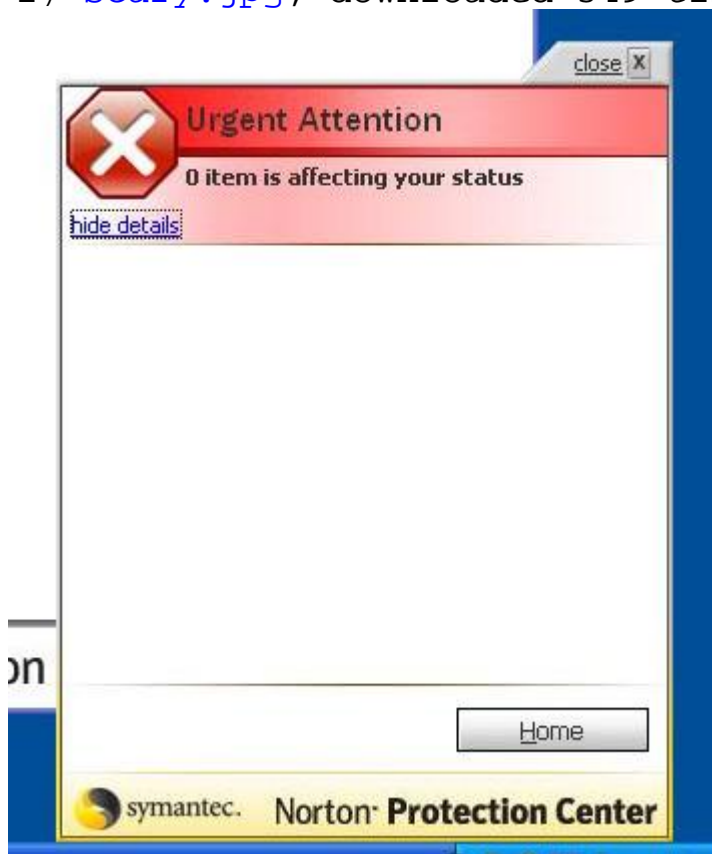 close X
Urgent Attention
0 item is affecting your status
hide details
on
Home
symantec. Norton· Protection Center